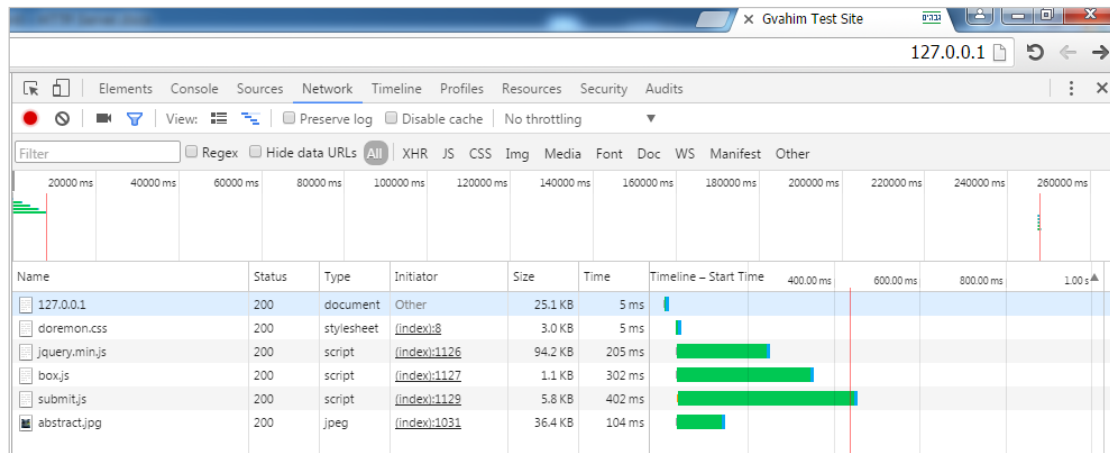 Gvahim Test Site
גבהים
127.0.0.1
Elements Console Sources Network Timeline Profiles Resources Security Audits
View: Preserve log Disable cache No throttling
Filter Regex Hide data URLs All XHR JS CSS Img Media Font Doc WS Manifest Other
20000 ms 40000 ms 60000 ms 80000 ms 100000 ms 120000 ms 140000 ms 160000 ms 180000 ms 200000 ms 220000 ms 240000 ms 260000 ms
Name Status Type Initiator Size Time Timeline – Start Time 400.00 ms 600.00 ms 800.00 ms 1.00 s
127.0.0.1 200 document Other 25.1 KB 5 ms
doremon.css 200 stylesheet (index):8 3.0 KB 5 ms
jquery.min.js 200 script (index):1126 94.2 KB 205 ms
box.js 200 script (index):1127 1.1 KB 302 ms
submit.js 200 script (index):1129 5.8 KB 402 ms
abstract.jpg 200 jpeg (index):1031 36.4 KB 104 ms